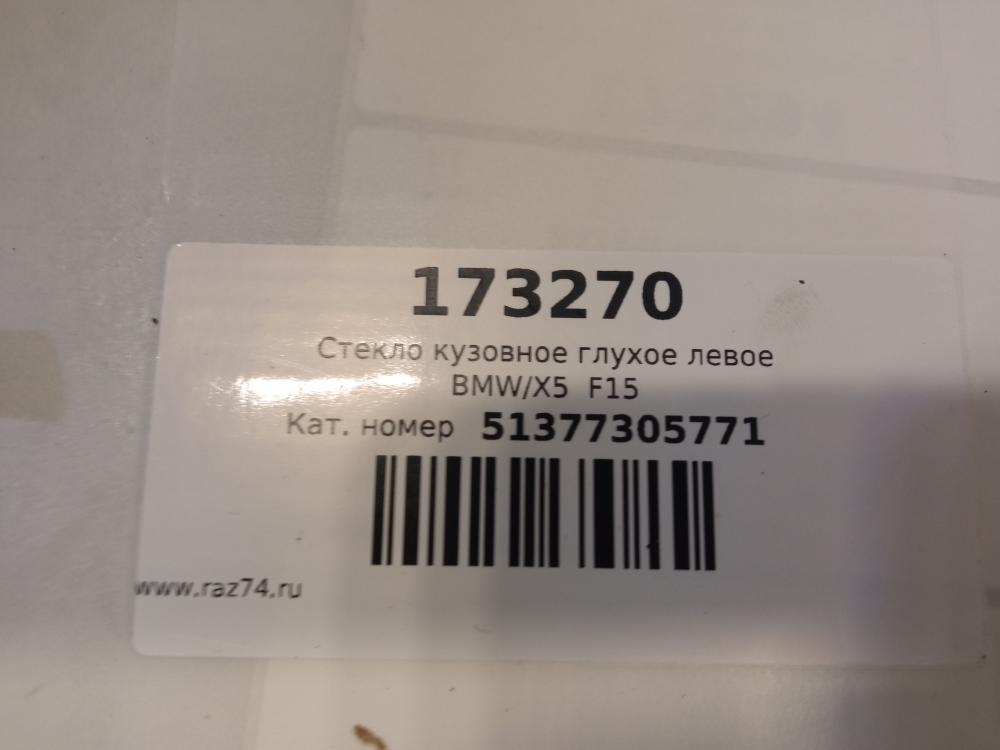 173270
Стекло кузовное глухое левое
BMW/X5 F15
Кат. номер 51377305771
www.raz74.ru